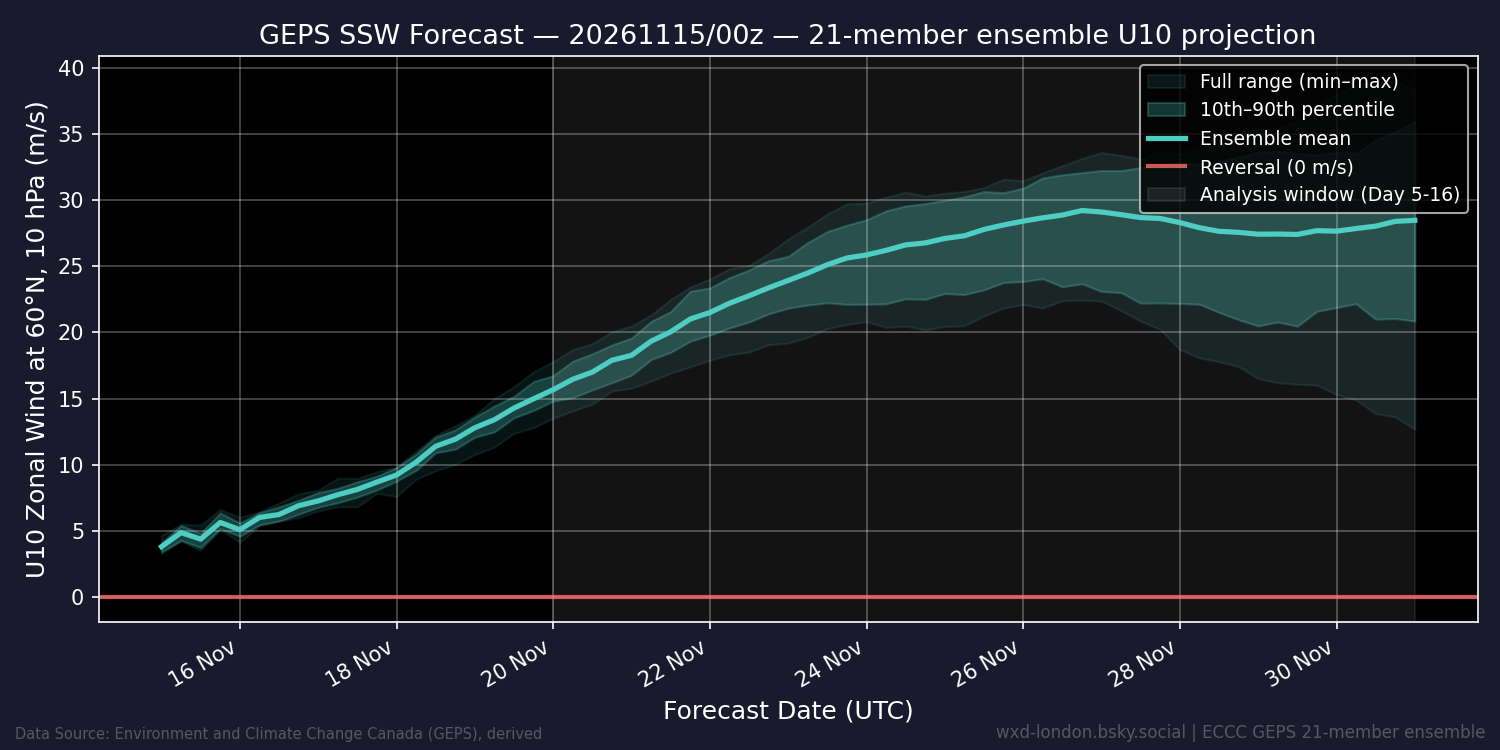 GEPS SSW Forecast — 20261115/00z — 21-member ensemble U10 projection
U10 Zonal Wind at 60°N, 10 hPa (m/s)
40
35
30
25
20
15
10
5
0
Full range (min–max)
10th–90th percentile
Ensemble mean
Reversal (0 m/s)
Analysis window (Day 5-16)
16 Nov
18 Nov
20 Nov
22 Nov
24 Nov
26 Nov
28 Nov
30 Nov
Forecast Date (UTC)
Data Source: Environment and Climate Change Canada (GEPS), derived
wxd-london.bsky.social | ECCC GEPS 21-member ensemble